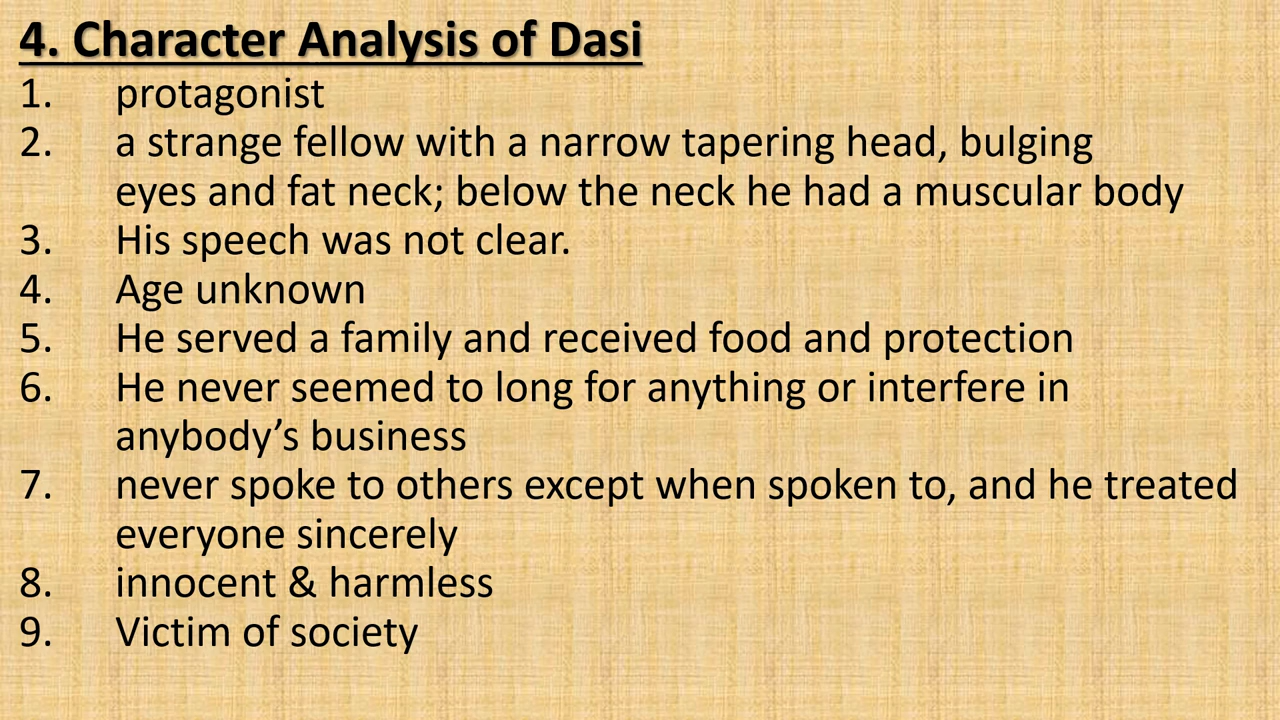 4. Character Analysis of Dasi
1. protagonist
2. a strange fellow with a narrow tapering head, bulging
eyes and fat neck; below the neck he had a muscular body
3. His speech was not clear.
4. Age unknown
5. He served a family and received food and protection
6. He never seemed to long for anything or interfere in
anybody’s business
7. never spoke to others except when spoken to, and he treated
everyone sincerely
8. innocent & harmless
9. Victim of society